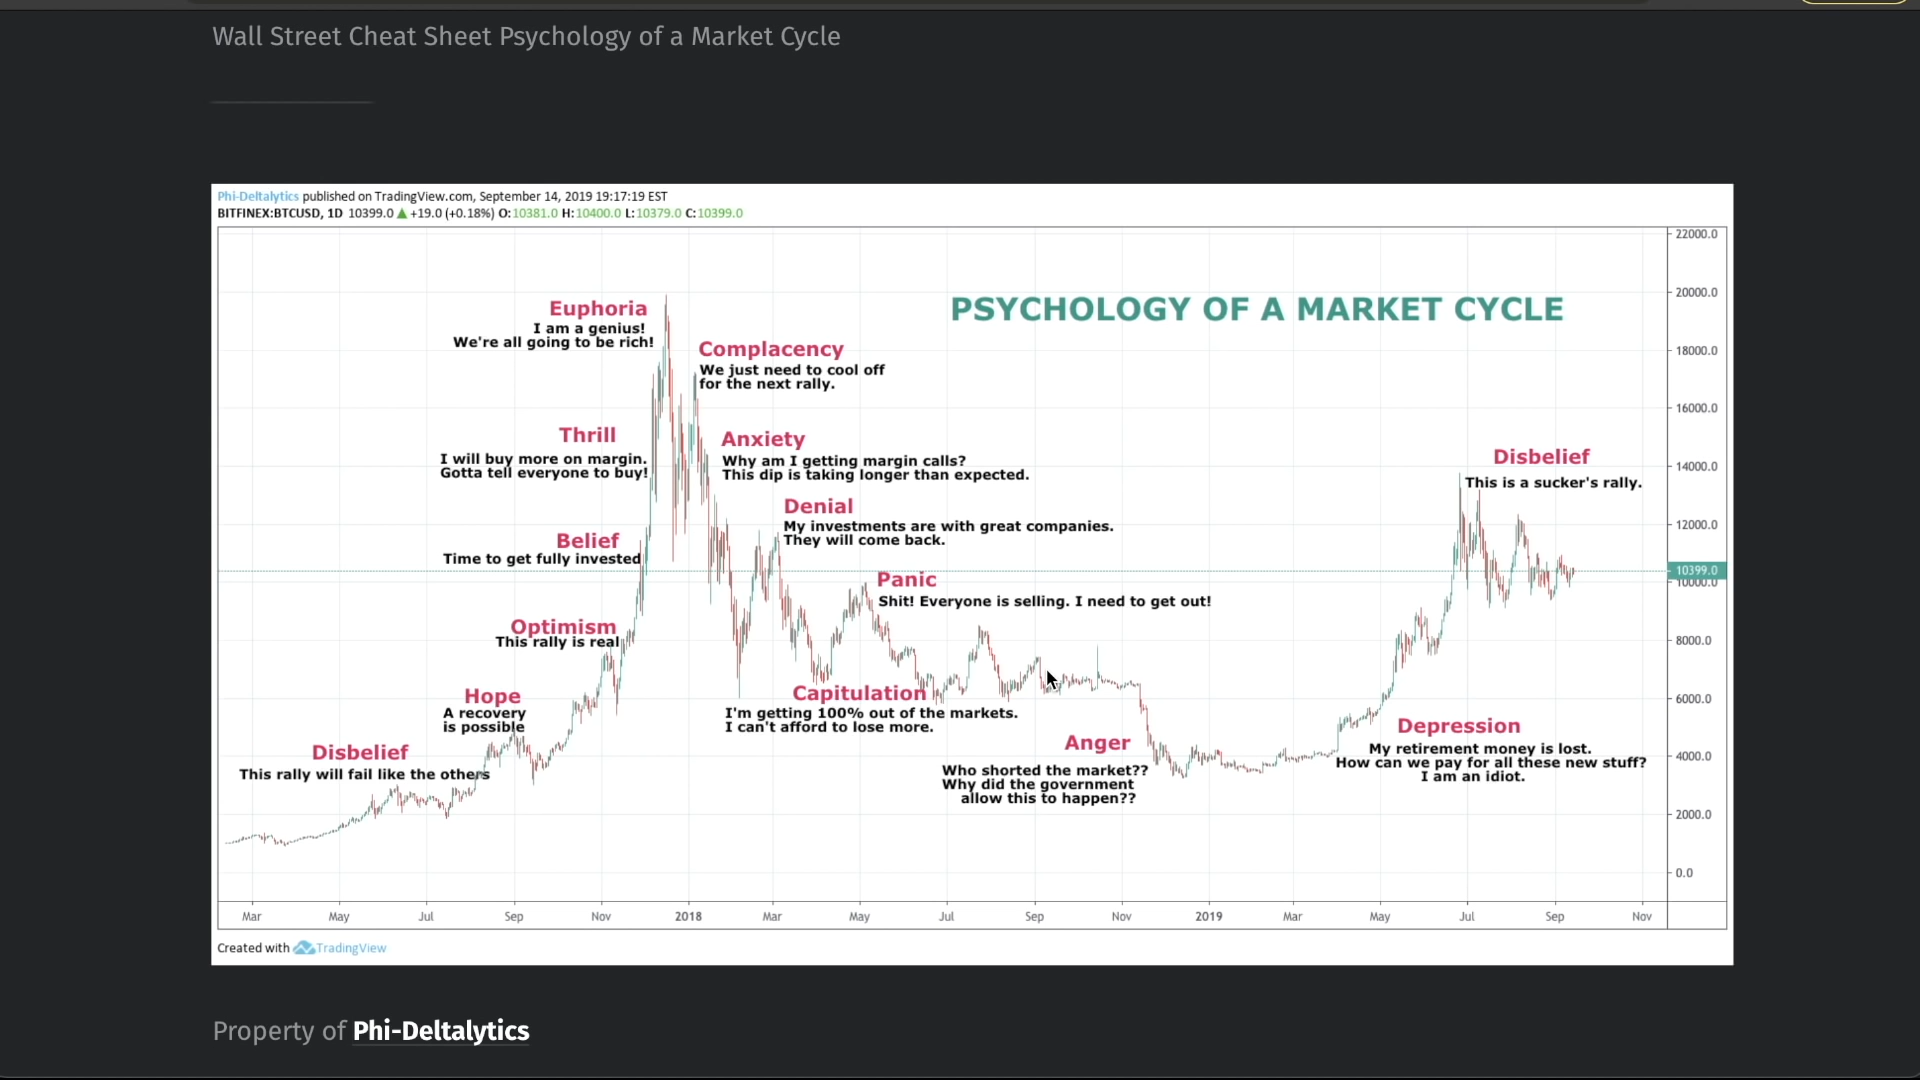 Wall Street Cheat Sheet Psychology of a Market Cycle
Phi-Deltalytics published on TradingView.com, September 14, 2019 19:17:19 EST
BITFINEX:BTCUSD, 1D 10399.0 ▲ +19.0 (+0.18%) O:10381.0 H:10400.0 L:10379.0 C:10399.0
PSYCHOLOGY OF A MARKET CYCLE
Euphoria
I am a genius!
We're all going to be rich!
Complacency
We just need to cool off
for the next rally.
Thrill
I will buy more on margin.
Gotta tell everyone to buy!
Anxiety
Why am I getting margin calls?
This dip is taking longer than expected.
Disbelief
This is a sucker's rally.
Denial
My investments are with great companies.
They will come back.
Belief
Time to get fully invested
Panic
Shit! Everyone is selling. I need to get out!
Optimism
This rally is real
Hope
A recovery
is possible
Capitulation
I'm getting 100% out of the markets.
I can't afford to lose more.
Disbelief
This rally will fail like the others
Anger
Who shorted the market??
Why did the government
allow this to happen??
Depression
My retirement money is lost.
How can we pay for all these new stuff?
I am an idiot.
22000.0
20000.0
18000.0
16000.0
14000.0
12000.0
10399.0
10000.0
8000.0
6000.0
4000.0
2000.0
0.0
Mar May Jul Sep Nov 2018 Mar May Jul Sep Nov 2019 Mar May Jul Sep Nov
Created with TradingView
Property of Phi-Deltalytics